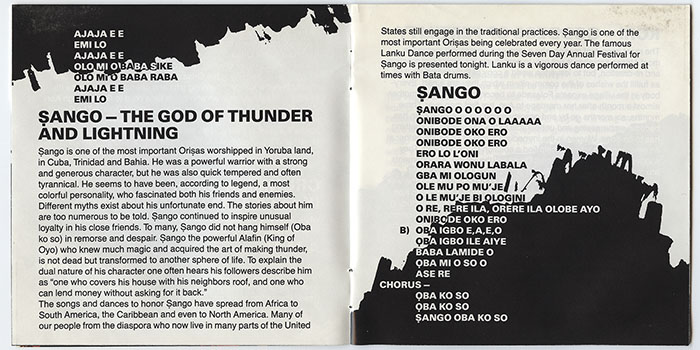 AJAJA E E
EMI LO
AJAJA E E
OLO MI O BABA SIKE
OLO MI O BABA RABA
AJAJA E E
EMI LO
ṢANGO – THE GOD OF THUNDER
AND LIGHTNING
Ṣango is one of the most important Oriṣas worshipped in Yoruba land,
in Cuba, Trinidad and Bahia. He was a powerful warrior with a strong
and generous character, but he was also quick tempered and often
tyrannical. He seems to have been, according to legend, a most
colorful personality, who fascinated both his friends and enemies.
Different myths exist about his unfortunate end. The stories about him
are too numerous to be told. Ṣango continued to inspire unusual
loyalty in his close friends. To many, Ṣango did not hang himself (Oba
ko so) in remorse and despair. Ṣango the powerful Alafin (King of
Oyo) who knew much magic and acquired the art of making thunder,
is not dead but transformed to another sphere of life. To explain the
dual nature of his character one often hears his followers describe him
as "one who covers his house with his neighbors roof, and one who
can lend money without asking for it back."
The songs and dances to honor Ṣango have spread from Africa to
South America, the Caribbean and even to North America. Many of
our people from the diaspora who now live in many parts of the United
States still engage in the traditional practices. Ṣango is one of the
most important Oriṣas being celebrated every year. The famous
Lanku Dance performed during the Seven Day Annual Festival for
Ṣango is presented tonight. Lanku is a vigorous dance performed at
times with Bata drums.
ṢANGO
ṢANGO O O O O O O
ONIBODE ONA O LAAAAA
ONIBODE OKO ERO
ONIBODE OKO ERO
ERO LO L'ONI
ORARA WONU LABALA
GBA MI OLOGUN
OLE MU PO MU'JE
O LE MU'JE BI OLOGINI
O RE, RERE ILA, ORERE ILA OLOBE AYO
ONIBODE OKO ERO
B) ỌBA IGBO E,A,E,O
ỌBA IGBO ILE AIYE
BABA LAMIDE O
ỌBA MI O SO O
ASE RE
CHORUS –
ỌBA KO SO
ỌBA KO SO
ṢANGO OBA KO SO